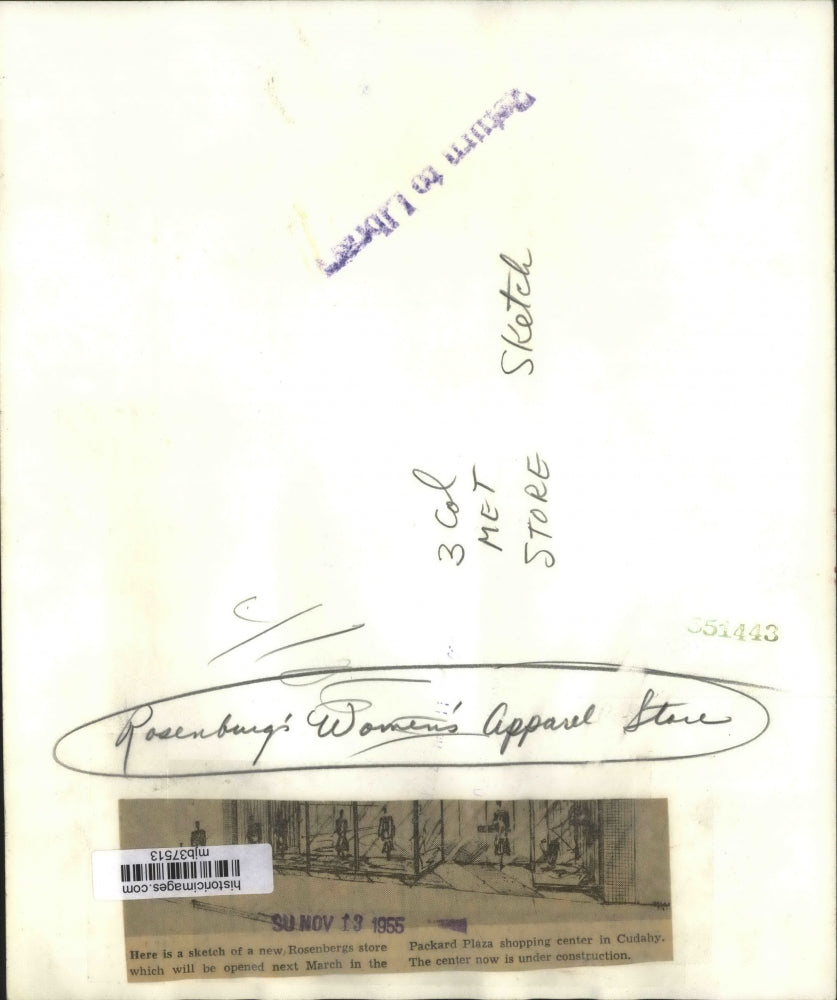 Return to Library
Sketch
3 Col
MET
STORE
351443
Rosenburg's Women's Apparel Store
historicimages.com
mjb37513
SU NOV 13 1955
Here is a sketch of a new Rosenbergs store
which will be opened next March in the
Packard Plaza shopping center in Cudahy.
The center now is under construction.